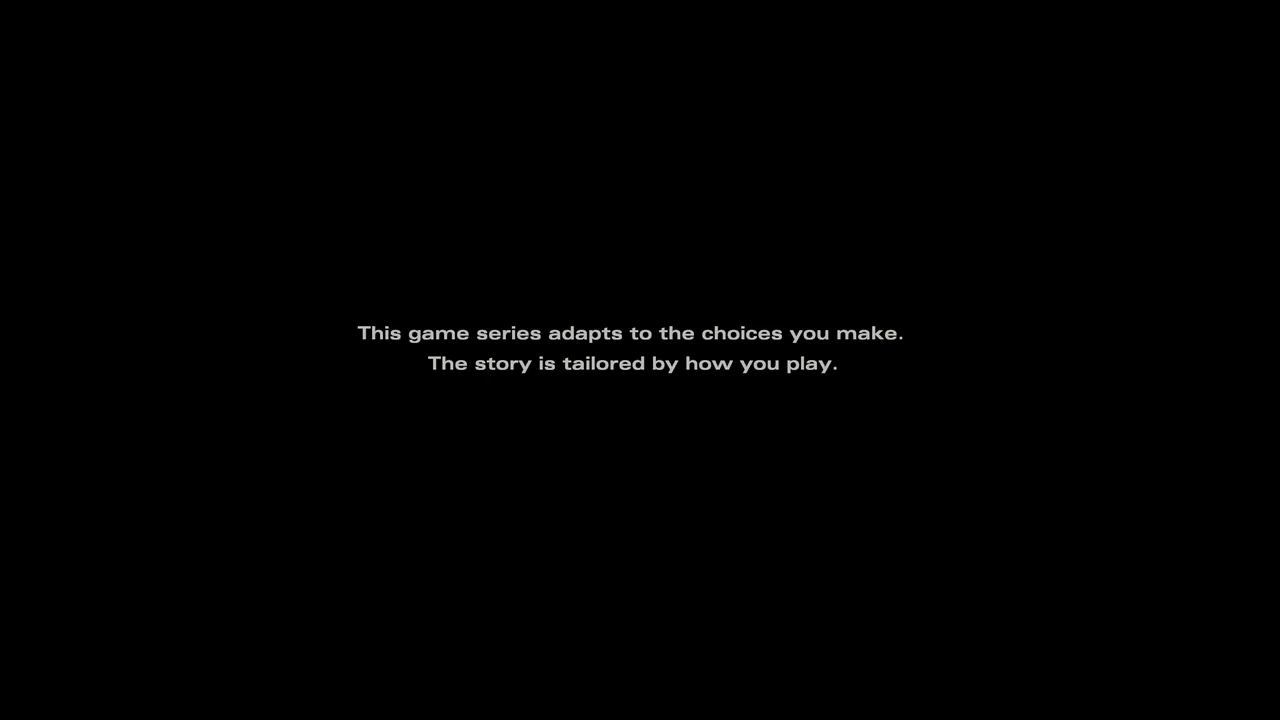 This game series adapts to the choices you make.
The story is tailored by how you play.